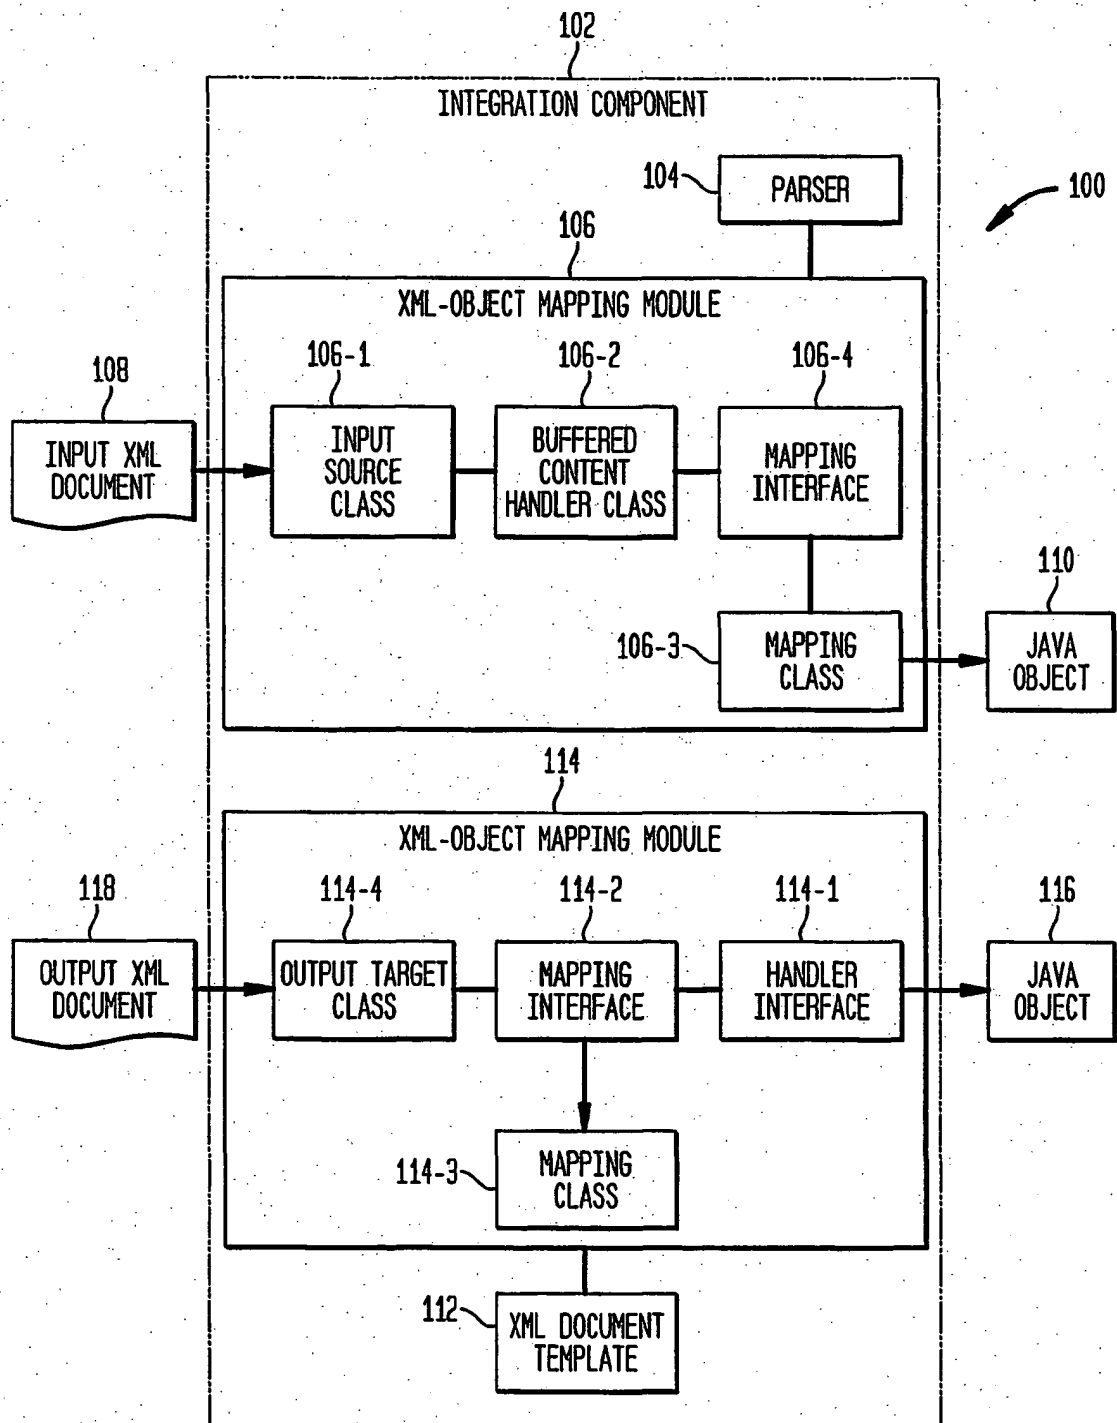 102
INTEGRATION COMPONENT
104
PARSER
100
106
XML-OBJECT MAPPING MODULE
106-1
106-2
106-4
108
INPUT XML
DOCUMENT
INPUT
SOURCE
CLASS
BUFFERED
CONTENT
HANDLER CLASS
MAPPING
INTERFACE
110
106-3
MAPPING
CLASS
JAVA
OBJECT
114
XML-OBJECT MAPPING MODULE
118
114-4
114-2
114-1
116
OUTPUT XML
DOCUMENT
OUTPUT TARGET
CLASS
MAPPING
INTERFACE
HANDLER
INTERFACE
JAVA
OBJECT
114-3
MAPPING
CLASS
112
XML DOCUMENT
TEMPLATE